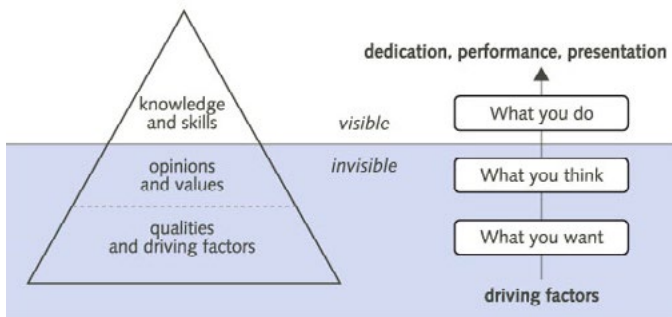 dedication, performance, presentation
knowledge
and skills
What you do
visible
invisible
opinions
and values
What you think
qualities
and driving factors
What you want
driving factors